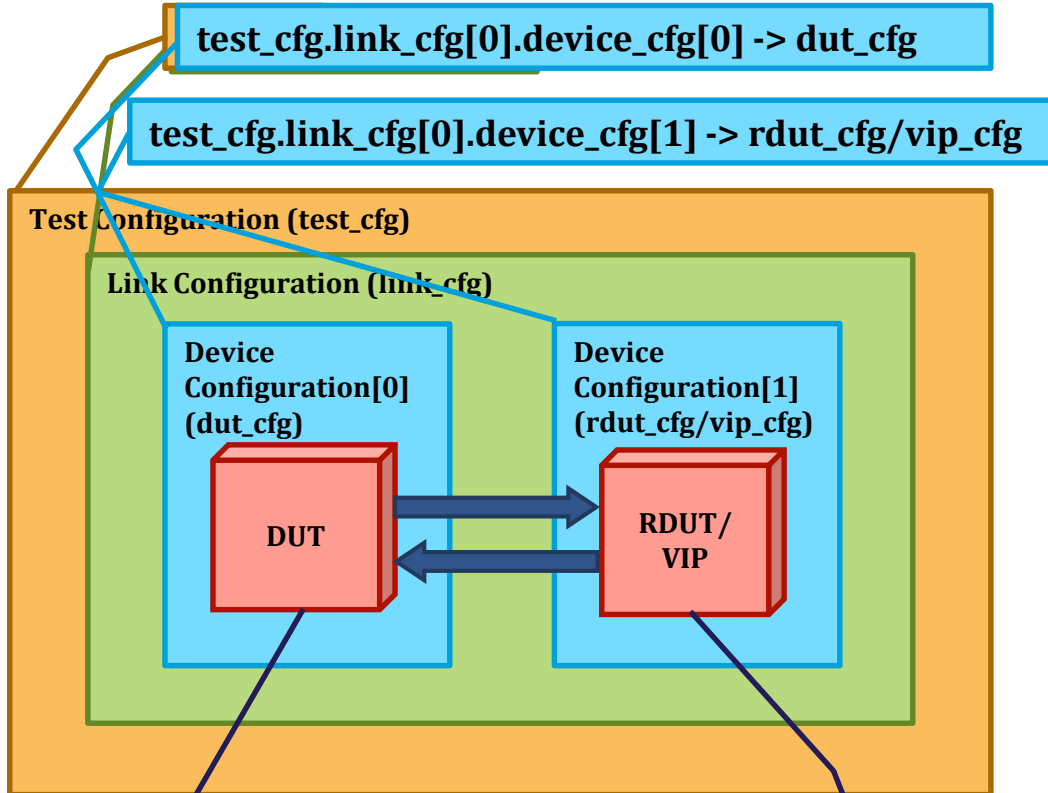 test_cfg.link_cfg[0].device_cfg[0] -> dut_cfg
test_cfg.link_cfg[0].device_cfg[1] -> rdut_cfg/vip_cfg
Test Configuration (test_cfg)
Link Configuration (link_cfg)
Device
Configuration[0]
(dut_cfg)
DUT
Device
Configuration[1]
(rdut_cfg/vip_cfg)
RDUT/
VIP